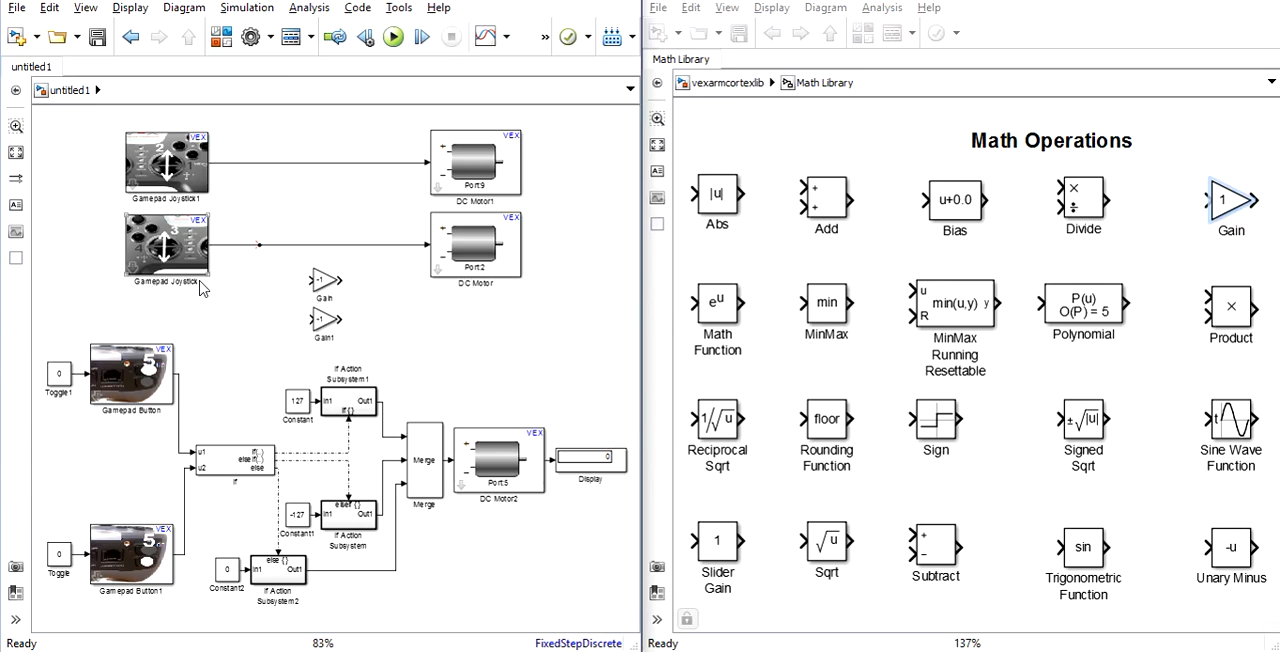 File Edit View Display Diagram Simulation Analysis Code Tools Help
untitled1
untitled1
VEX
2
Gamepad Joystick1
VEX
Port9
DC Motor1
VEX
3
4
Gamepad Joystick
VEX
Port2
DC Motor
-1
Gain
-1
Gain1
0
Toggle1
VEX
5
Gamepad Button
If Action
Subsystem1
127
Constant
In1 Out1
if { }
u1
u2
if(..)
elseif(..)
else
If
Merge
Merge
VEX
Port5
DC Motor2
0
Display
-127
Constant1
elseif { }
In1 Out1
If Action
Subsystem
0
Toggle
VEX
5
Gamepad Button1
0
Constant2
else { }
In1 Out1
If Action
Subsystem2
Ready 83% FixedStepDiscrete
File Edit View Display Diagram Analysis Help
Math Library
vexarmcortexlib Math Library
Math Operations
|u|
Abs
+
+
Add
u+0.0
Bias
×
÷
Divide
1
Gain
e^u
Math
Function
min
MinMax
u
R
min(u,y) y
MinMax
Running
Resettable
P(u)
O(P) = 5
Polynomial
×
Product
1/√u
Reciprocal
Sqrt
floor
Rounding
Function
Sign
±√|u|
Signed
Sqrt
t
Sine Wave
Function
1
Slider
Gain
√u
Sqrt
+
−
Subtract
sin
Trigonometric
Function
-u
Unary Minus
Ready 137%